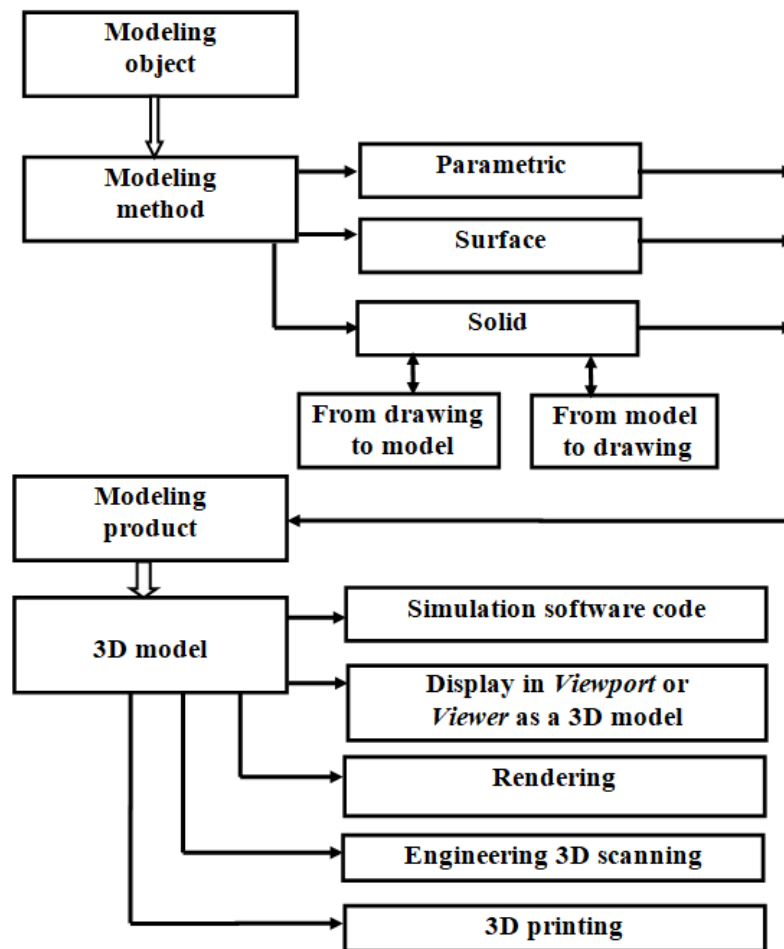 Modeling
object
Modeling
method
Parametric
Surface
Solid
From drawing
to model
From model
to drawing
Modeling
product
3D model
Simulation software code
Display in Viewport or
Viewer as a 3D model
Rendering
Engineering 3D scanning
3D printing